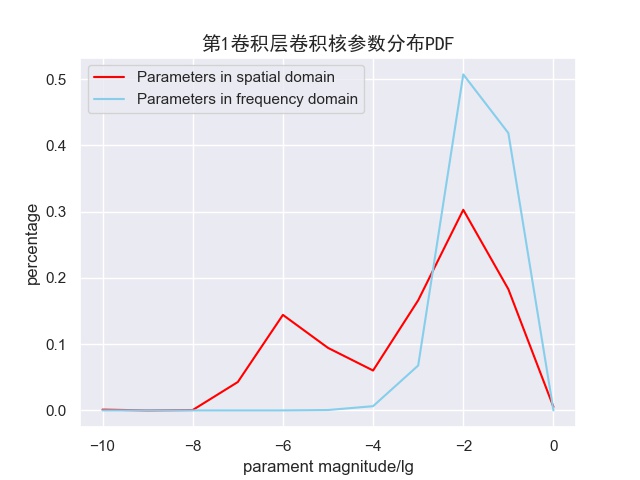 第1卷积层卷积核参数分布PDF
Parameters in spatial domain
Parameters in frequency domain
percentage
0.5
0.4
0.3
0.2
0.1
0.0
−10
−8
−6
−4
−2
0
parament magnitude/lg